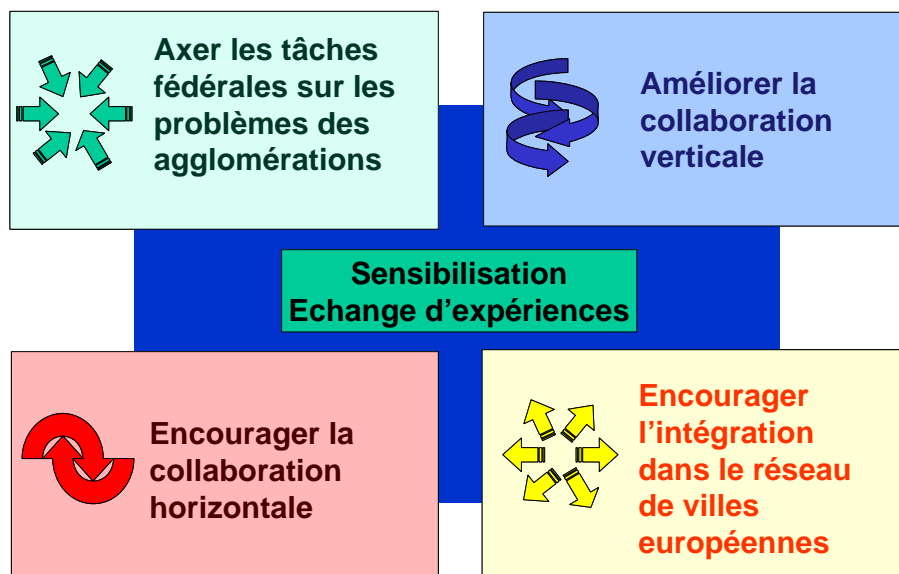 Axer les tâches
fédérales sur les
problèmes des
agglomérations
Améliorer la
collaboration
verticale
Sensibilisation
Echange d’expériences
Encourager la
collaboration
horizontale
Encourager
l’intégration
dans le réseau
de villes
européennes